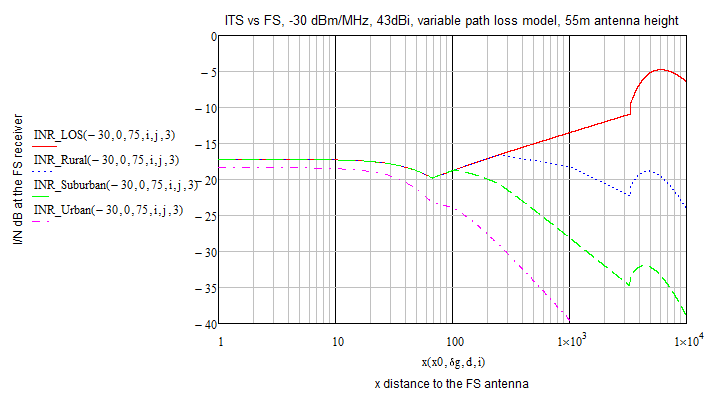 ITS vs FS, -30 dBm/MHz, 43dBi, variable path loss model, 55m antenna height
0
− 5
− 10
− 15
− 20
− 25
− 30
− 35
− 40
INR_LOS(− 30,0,75,i,j,3)
INR_Rural(− 30,0,75,i,j,3)
INR_Suburban(− 30,0,75,i,j,3)
INR_Urban(− 30,0,75,i,j,3)
I/N dB at the FS receiver
1 10 100 1×10³ 1×10⁴
x(x0,δg,d,i)
x distance to the FS antenna